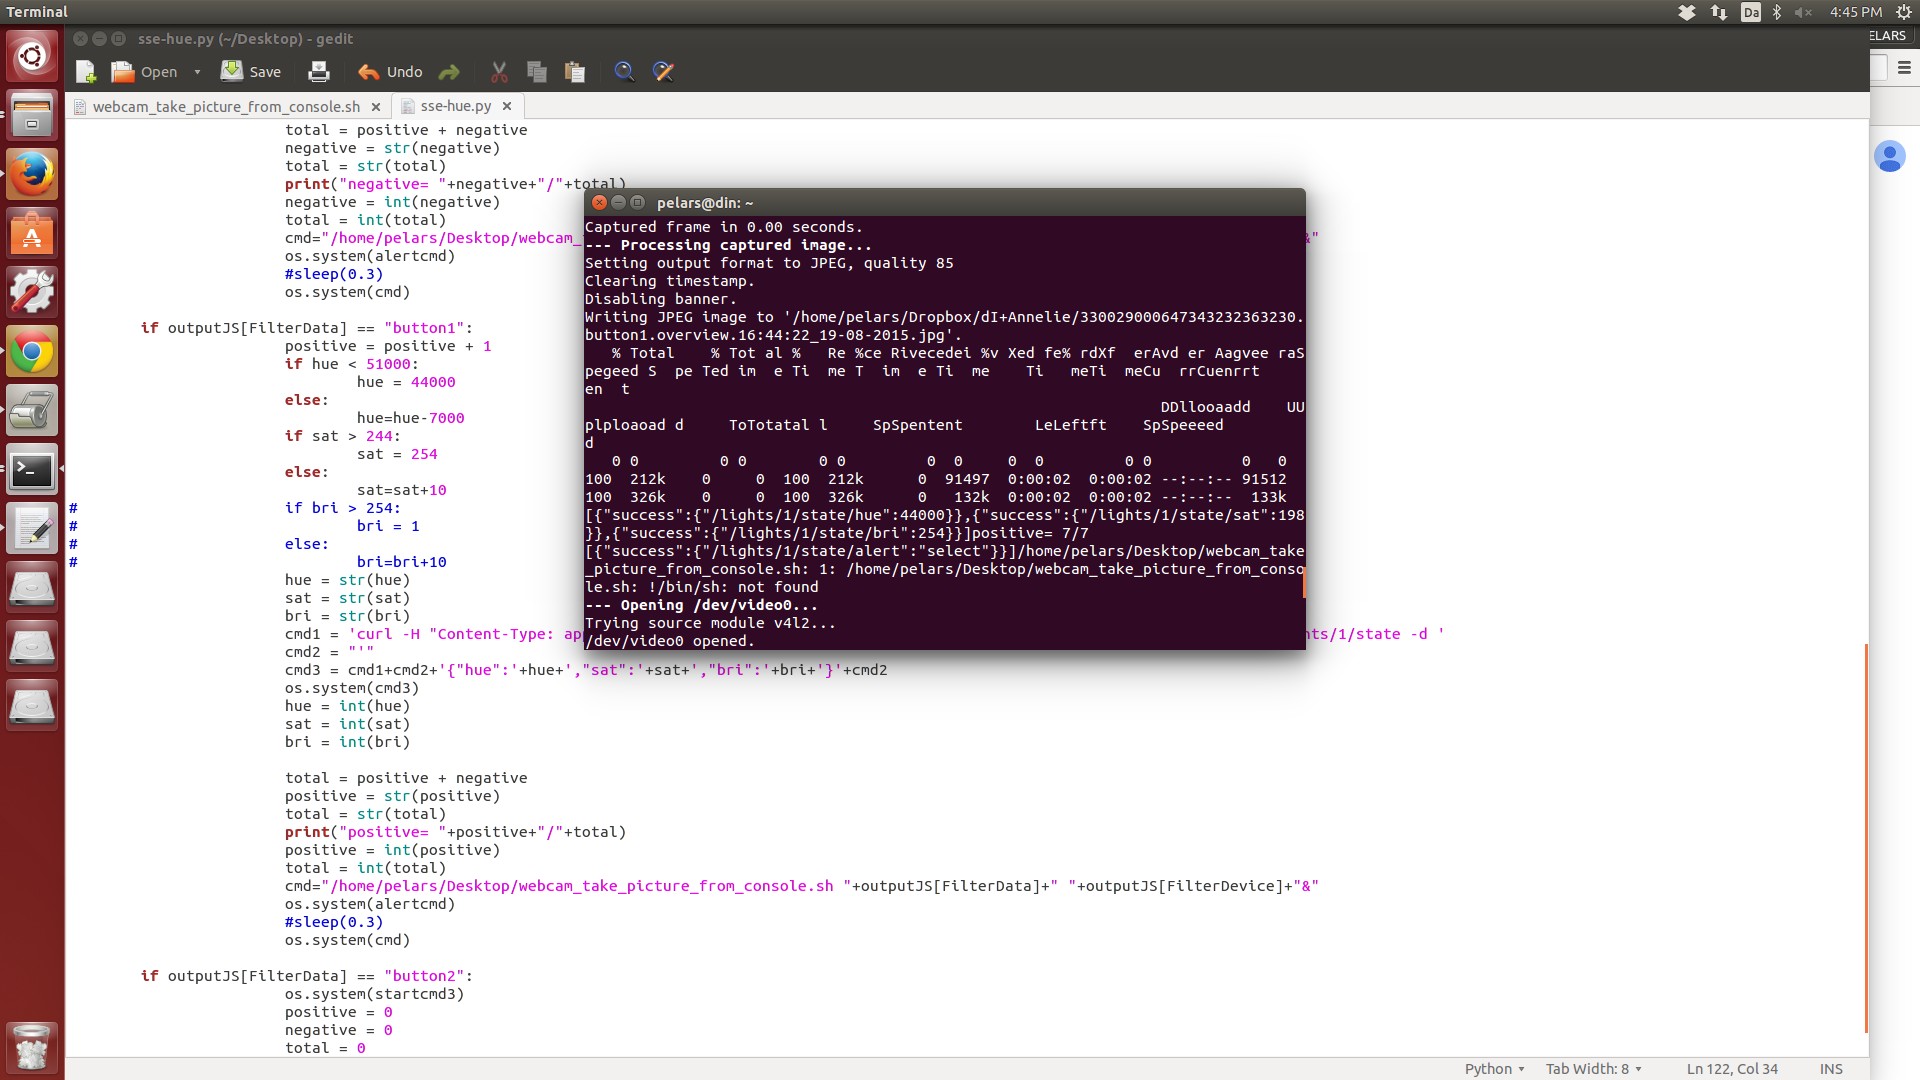 Terminal
Da
4:45 PM
sse-hue.py (~/Desktop) - gedit
ELARS
Open
Save
Undo
webcam_take_picture_from_console.sh
sse-hue.py
total = positive + negative
negative = str(negative)
total = str(total)
print("negative= "+negative+"/"+total)
negative = int(negative)
total = int(total)
cmd="/home/pelars/Desktop/webcam_
&"
os.system(alertcmd)
#sleep(0.3)
os.system(cmd)
if outputJS[FilterData] == "button1":
positive = positive + 1
if hue < 51000:
hue = 44000
else:
hue=hue-7000
if sat > 244:
sat = 254
else:
sat=sat+10
# if bri > 254:
# bri = 1
# else:
# bri=bri+10
hue = str(hue)
sat = str(sat)
bri = str(bri)
cmd1 = 'curl -H "Content-Type: ap
nts/1/state -d '
cmd2 = "'"
cmd3 = cmd1+cmd2+'{"hue":'+hue+',"sat":'+sat+',"bri":'+bri+'}'+cmd2
os.system(cmd3)
hue = int(hue)
sat = int(sat)
bri = int(bri)
total = positive + negative
positive = str(positive)
total = str(total)
print("positive= "+positive+"/"+total)
positive = int(positive)
total = int(total)
cmd="/home/pelars/Desktop/webcam_take_picture_from_console.sh "+outputJS[FilterData]+" "+outputJS[FilterDevice]+"&"
os.system(alertcmd)
#sleep(0.3)
os.system(cmd)
if outputJS[FilterData] == "button2":
os.system(startcmd3)
positive = 0
negative = 0
total = 0
pelars@din: ~
Captured frame in 0.00 seconds.
--- Processing captured image...
Setting output format to JPEG, quality 85
Clearing timestamp.
Disabling banner.
Writing JPEG image to '/home/pelars/Dropbox/dI+Annelie/330029000647343232363230.
button1.overview.16:44:22_19-08-2015.jpg'.
% Total % Tot al % Re %ce Rivecedei %v Xed fe% rdXf erAvd er Aagvee raS
pegeed S pe Ted im e Ti me T im e Ti me Ti meTi meCu rrCuenrrt
en t
DDllooaadd UU
plploaoad d ToTotatal l SpSpentent LeLeftft SpSpeeeed
d
0 0 0 0 0 0 0 0 0 0 0 0 0 0
100 212k 0 0 100 212k 0 91497 0:00:02 0:00:02 --:--:-- 91512
100 326k 0 0 100 326k 0 132k 0:00:02 0:00:02 --:--:-- 133k
[{"success":{"/lights/1/state/hue":44000}},{"success":{"/lights/1/state/sat":198
}},{"success":{"/lights/1/state/bri":254}}]positive= 7/7
[{"success":{"/lights/1/state/alert":"select"}}]/home/pelars/Desktop/webcam_take
_picture_from_console.sh: 1: /home/pelars/Desktop/webcam_take_picture_from_conso
le.sh: !/bin/sh: not found
--- Opening /dev/video0...
Trying source module v4l2...
/dev/video0 opened.
Python
Tab Width: 8
Ln 122, Col 34
INS